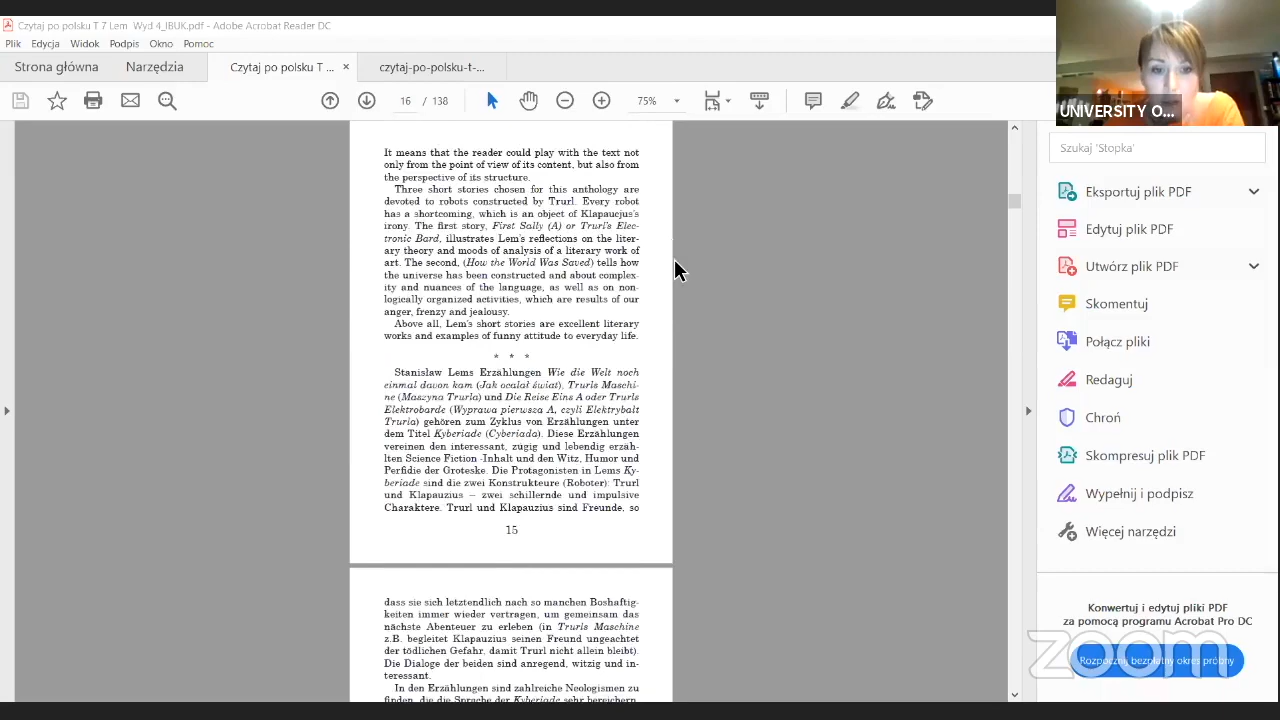 Czytaj po polsku T 7 Lem Wyd 4_IBUK.pdf - Adobe Acrobat Reader DC
Plik Edycja Widok Podpis Okno Pomoc
Strona główna Narzędzia Czytaj po polsku T ... × czytaj-po-polsku-t-...
16 / 138 75%
UNIVERSITY O...
It means that the reader could play with the text not
only from the point of view of its content, but also from
the perspective of its structure.
Three short stories chosen for this anthology are
devoted to robots constructed by Trurl. Every robot
has a shortcoming, which is an object of Klapaucjus's
irony. The first story, First Sally (A) or Trurl's Elec-
tronic Bard, illustrates Lem's reflections on the liter-
ary theory and moods of analysis of a literary work of
art. The second, (How the World Was Saved) tells how
the universe has been constructed and about complex-
ity and nuances of the language, as well as on non-
logically organized activities, which are results of our
anger, frenzy and jealousy.
Above all, Lem's short stories are excellent literary
works and examples of funny attitude to everyday life.
* * *
Stanisław Lems Erzählungen Wie die Welt noch
einmal davon kam (Jak ocalał świat), Trurls Maschi-
ne (Maszyna Trurla) und Die Reise Eins A oder Trurls
Elektrobarde (Wyprawa pierwsza A, czyli Elektrybałt
Trurla) gehören zum Zyklus von Erzählungen unter
dem Titel Kyberiade (Cyberiada). Diese Erzählungen
vereinen den interessant, zügig und lebendig erzäh-
lten Science Fiction -Inhalt und den Witz, Humor und
Perfidie der Groteske. Die Protagonisten in Lems Ky-
beriade sind die zwei Konstrukteure (Roboter): Trurl
und Klapauzius – zwei schillernde und impulsive
Charaktere. Trurl und Klapauzius sind Freunde, so
15
dass sie sich letztendlich nach so manchen Boshaftig-
keiten immer wieder vertragen, um gemeinsam das
nächste Abenteuer zu erleben (in Trurls Maschine
z.B. begleitet Klapauzius seinen Freund ungeachtet
der tödlichen Gefahr, damit Trurl nicht allein bleibt).
Die Dialoge der beiden sind anregend, witzig und in-
teressant.
In den Erzählungen sind zahlreiche Neologismen zu
finden, die die Sprache der Kyberiade sehr bereichern.
Szukaj 'Stopka'
Eksportuj plik PDF
Edytuj plik PDF
Utwórz plik PDF
Skomentuj
Połącz pliki
Redaguj
Chroń
Skompresuj plik PDF
Wypełnij i podpisz
Więcej narzędzi
Konwertuj i edytuj pliki PDF
za pomocą programu Acrobat Pro DC
Rozpocznij bezpłatny okres próbny
zoom